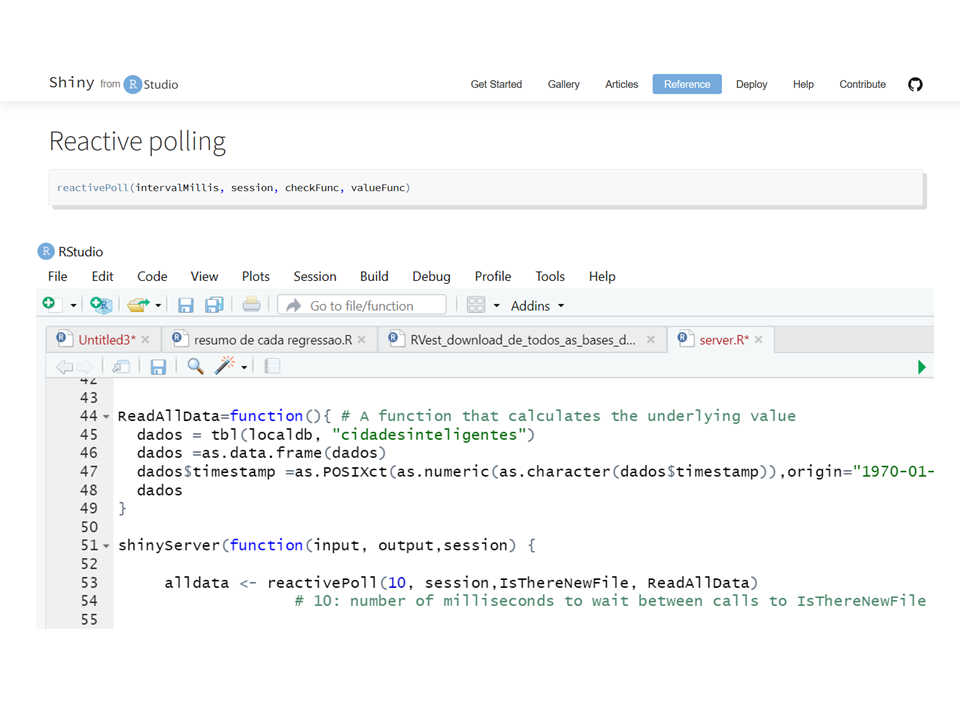 Shiny from R Studio
Get Started Gallery Articles Reference Deploy Help Contribute
Reactive polling
reactivePoll(intervalMillis, session, checkFunc, valueFunc)
R RStudio
File Edit Code View Plots Session Build Debug Profile Tools Help
Go to file/function Addins
Untitled3* × resumo de cada regressao.R × RVest_download_de_todos_as_bases_d... × server.R* ×
42
43
44 ReadAllData=function(){ # A function that calculates the underlying value
45 dados = tbl(localdb, "cidadesinteligentes")
46 dados =as.data.frame(dados)
47 dados$timestamp =as.POSIXct(as.numeric(as.character(dados$timestamp)),origin="1970-01-
48 dados
49 }
50
51 shinyServer(function(input, output,session) {
52
53 alldata <- reactivePoll(10, session,IsThereNewFile, ReadAllData)
54 # 10: number of milliseconds to wait between calls to IsThereNewFile
55